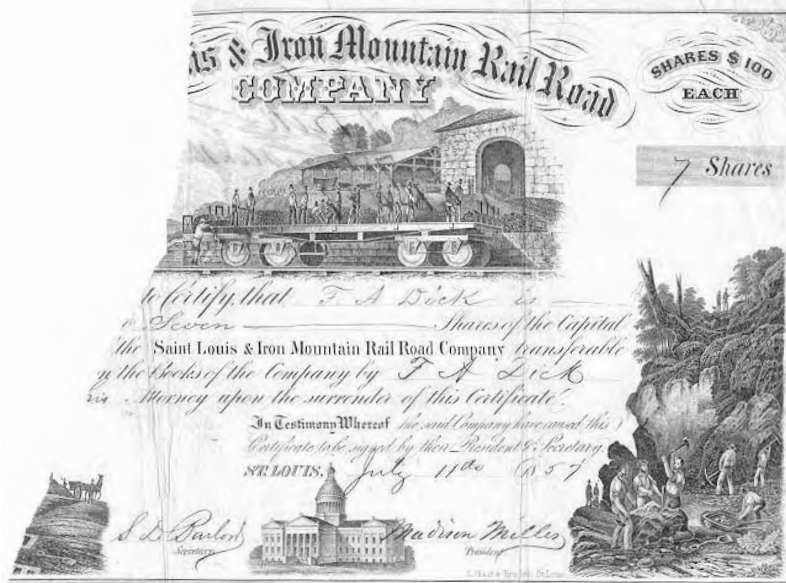 is & Iron Mountain Rail Road
COMPANY
SHARES $100
EACH
7 Shares
to Certify, that F A Dick is
Seven Shares of the Capital
the Saint Louis & Iron Mountain Rail Road Company transferable
the Books of the Company by F A Dick
Attorney upon the surrender of this Certificate.
In Testimony Whereof the said Company have caused this
Certificate to be signed by their President & Secretary.
ST. LOUIS, July 11th 1857
S D Barlow
Secretary
Madison Miller
President